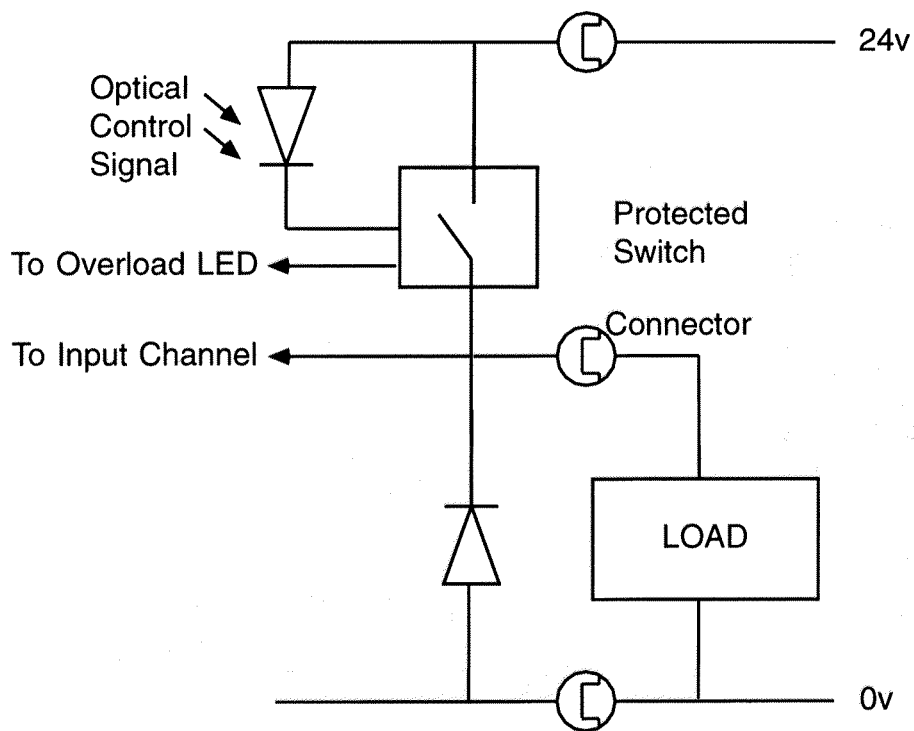 24v
Optical
Control
Signal
Protected
Switch
To Overload LED
Connector
To Input Channel
LOAD
0v